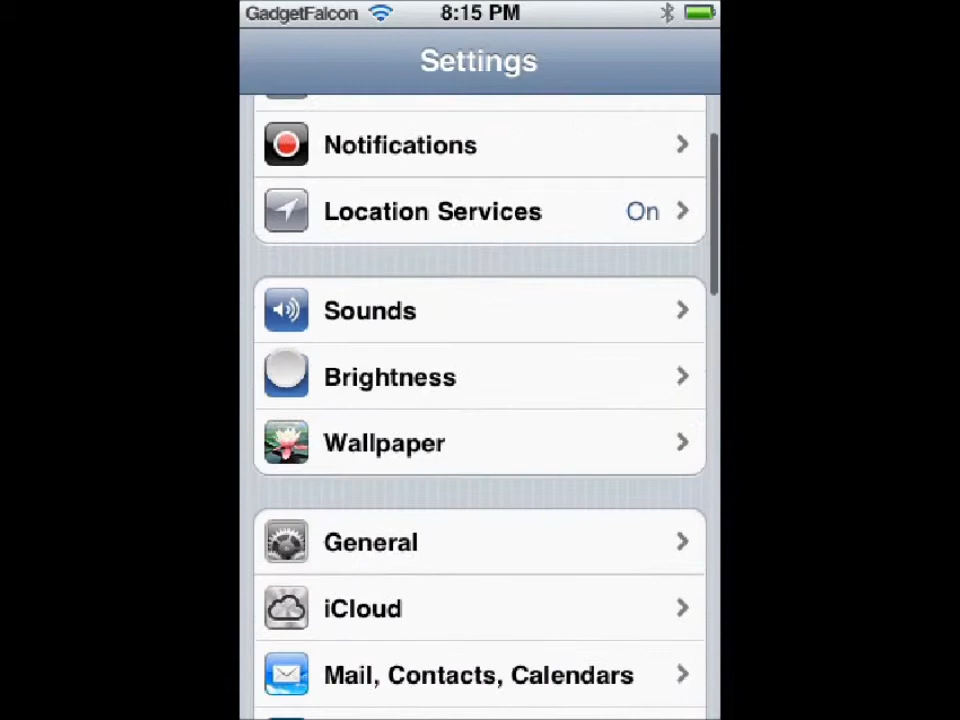 GadgetFalcon 8:15 PM
Settings
Notifications
Location Services On
Sounds
Brightness
Wallpaper
General
iCloud
Mail, Contacts, Calendars